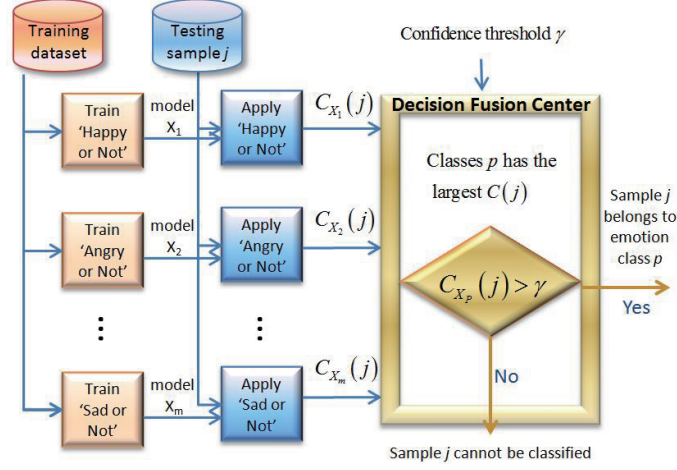 Training
dataset
Testing
sample j
Confidence threshold γ
Train
'Happy
or Not'
model
X₁
Apply
'Happy
or Not'
C_{X₁}(j)
Decision Fusion Center
Classes p has the
largest C(j)
Train
'Angry
or Not'
model
X₂
Apply
'Angry
or Not'
C_{X₂}(j)
C_{X_p}(j) > γ
Sample j
belongs to
emotion
class p
Yes
⋮
⋮
Train
'Sad or
Not'
model
Xₘ
Apply
'Sad or
Not'
C_{Xₘ}(j)
No
Sample j cannot be classified